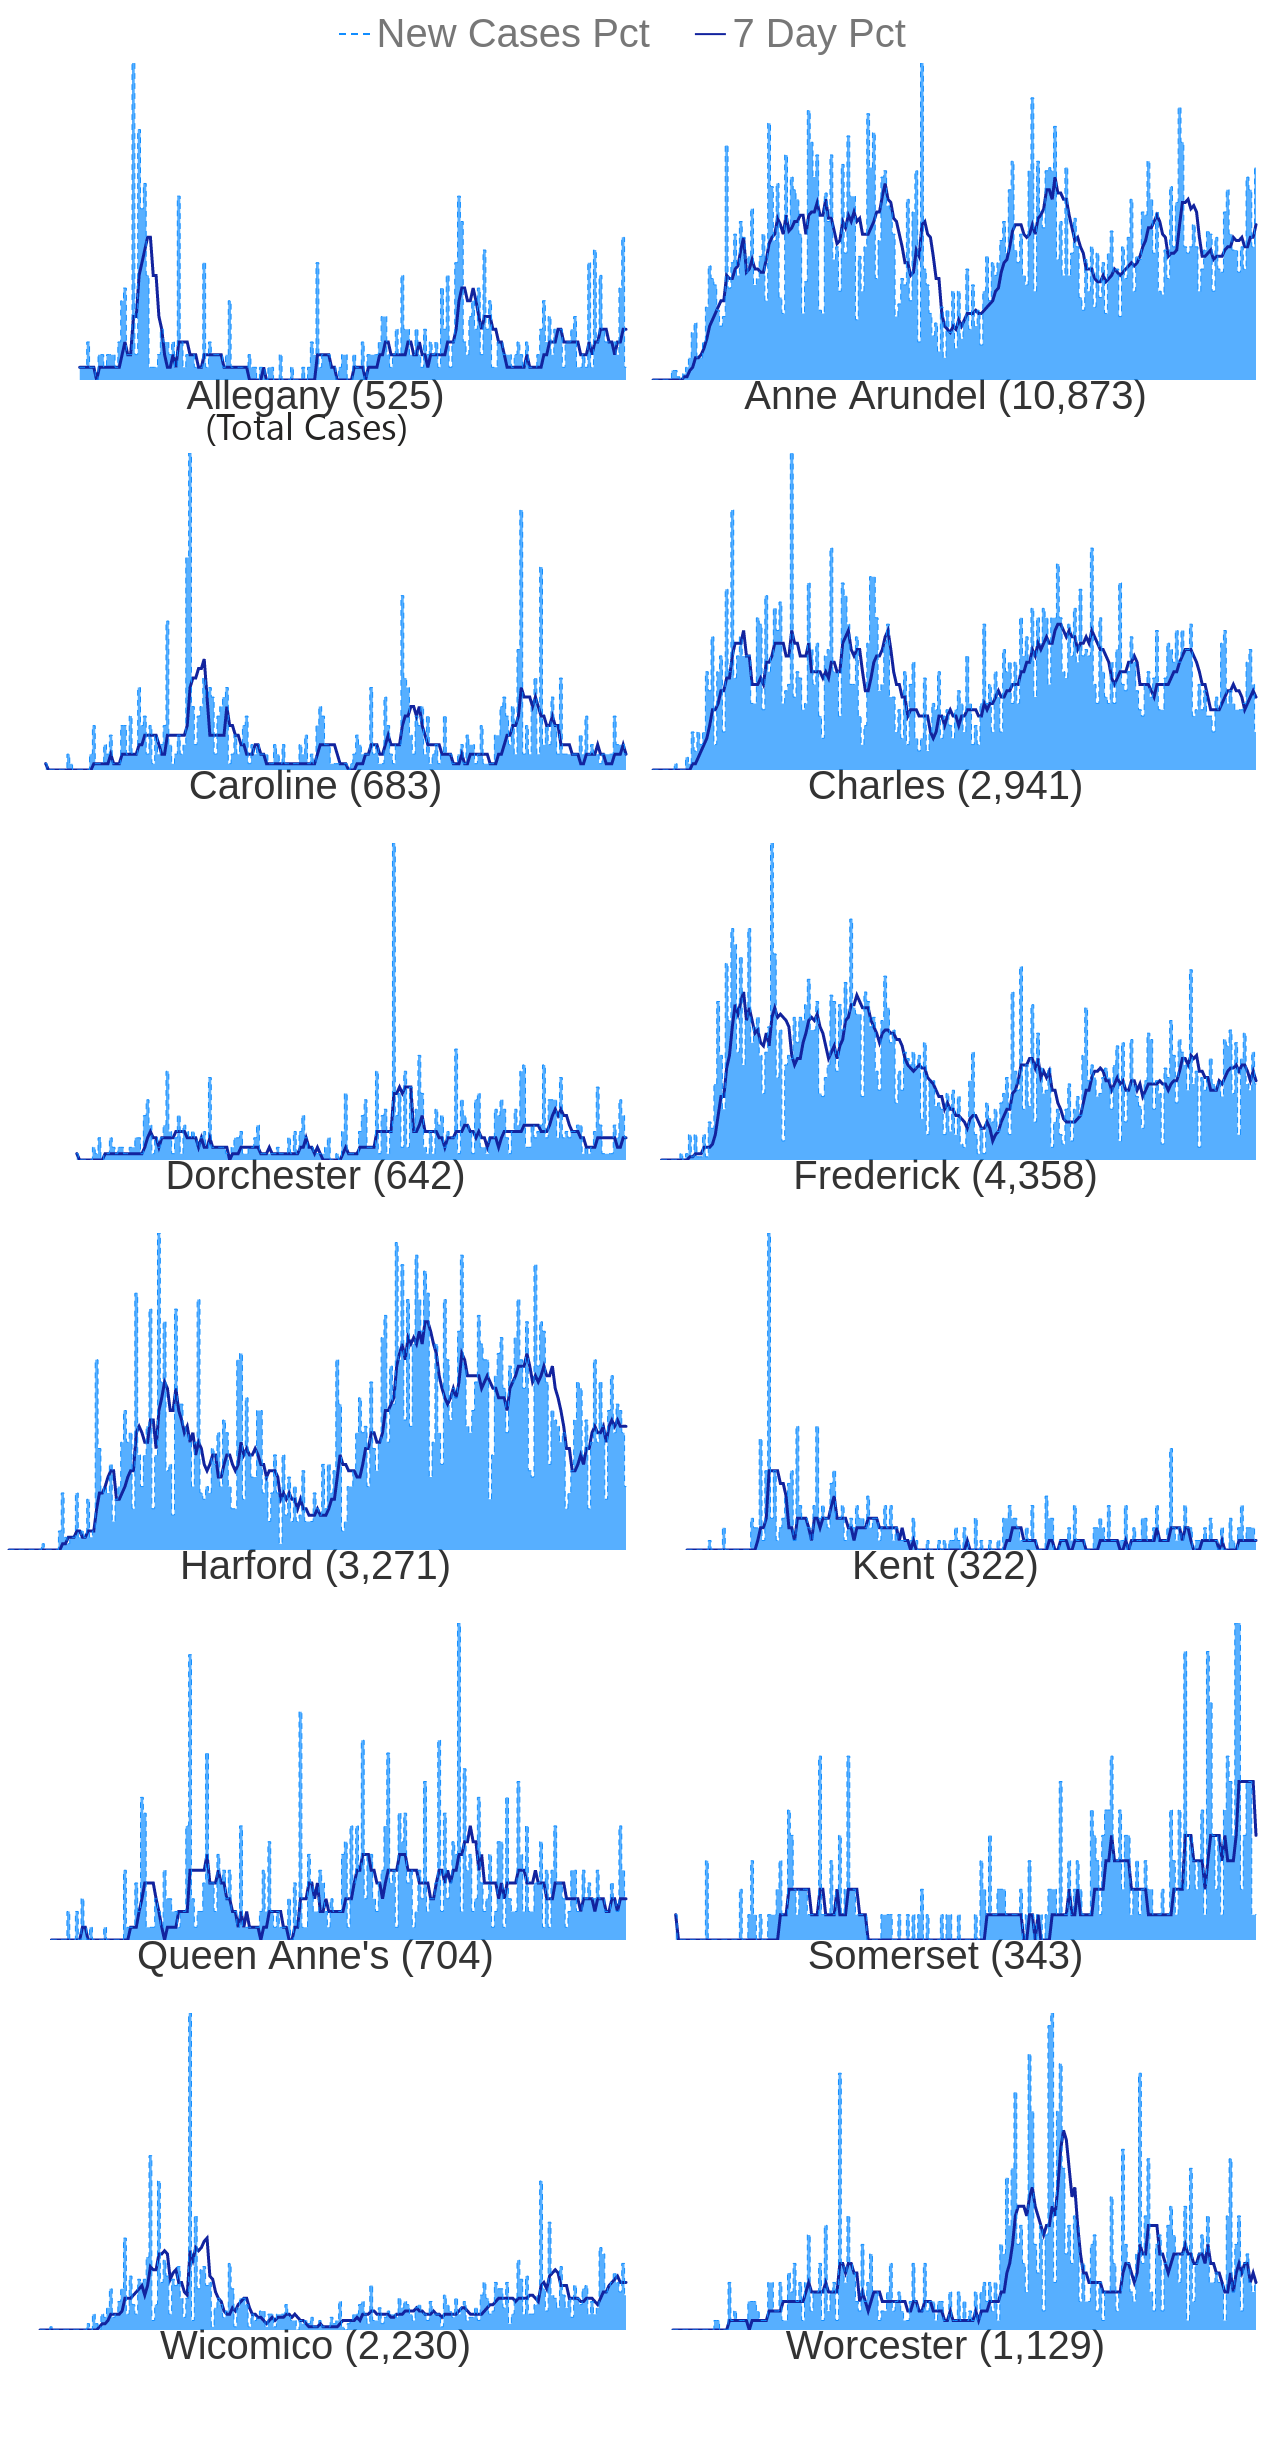 New Cases Pct 7 Day Pct
Allegany (525) Anne Arundel (10,873)
(Total Cases)
Caroline (683) Charles (2,941)
Dorchester (642) Frederick (4,358)
Harford (3,271) Kent (322)
Queen Anne's (704) Somerset (343)
Wicomico (2,230) Worcester (1,129)